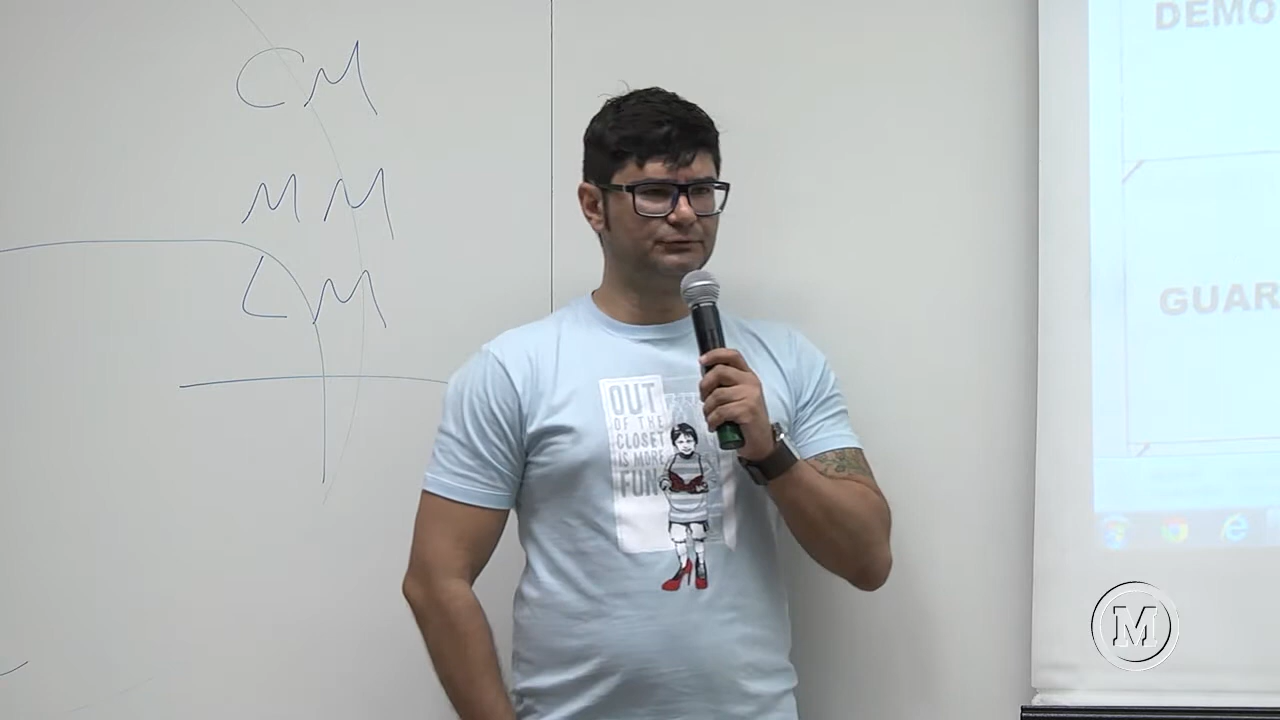 CM
MM
LM
OUT
OF THE
CLOSET
IS MORE
FUN
DEMO
GUAR
M